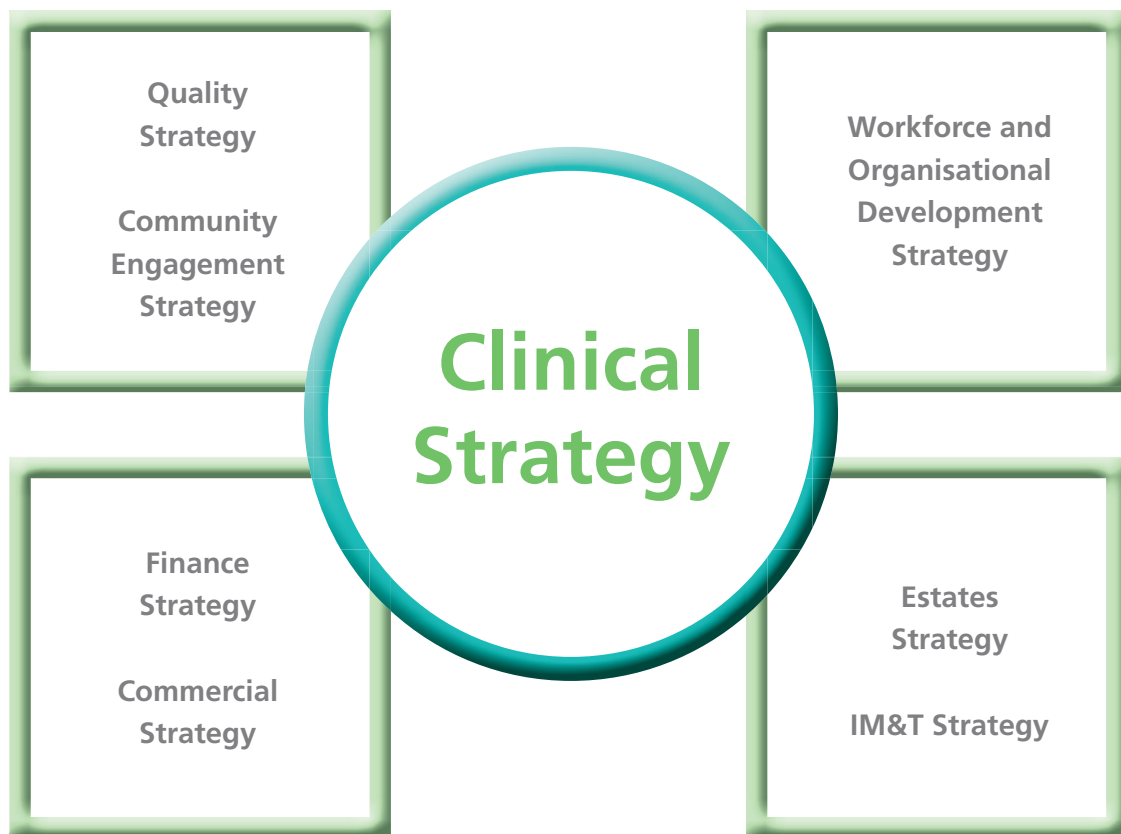 Quality
Strategy
Community
Engagement
Strategy
Workforce and
Organisational
Development
Strategy
Clinical
Strategy
Finance
Strategy
Commercial
Strategy
Estates
Strategy
IM&T Strategy